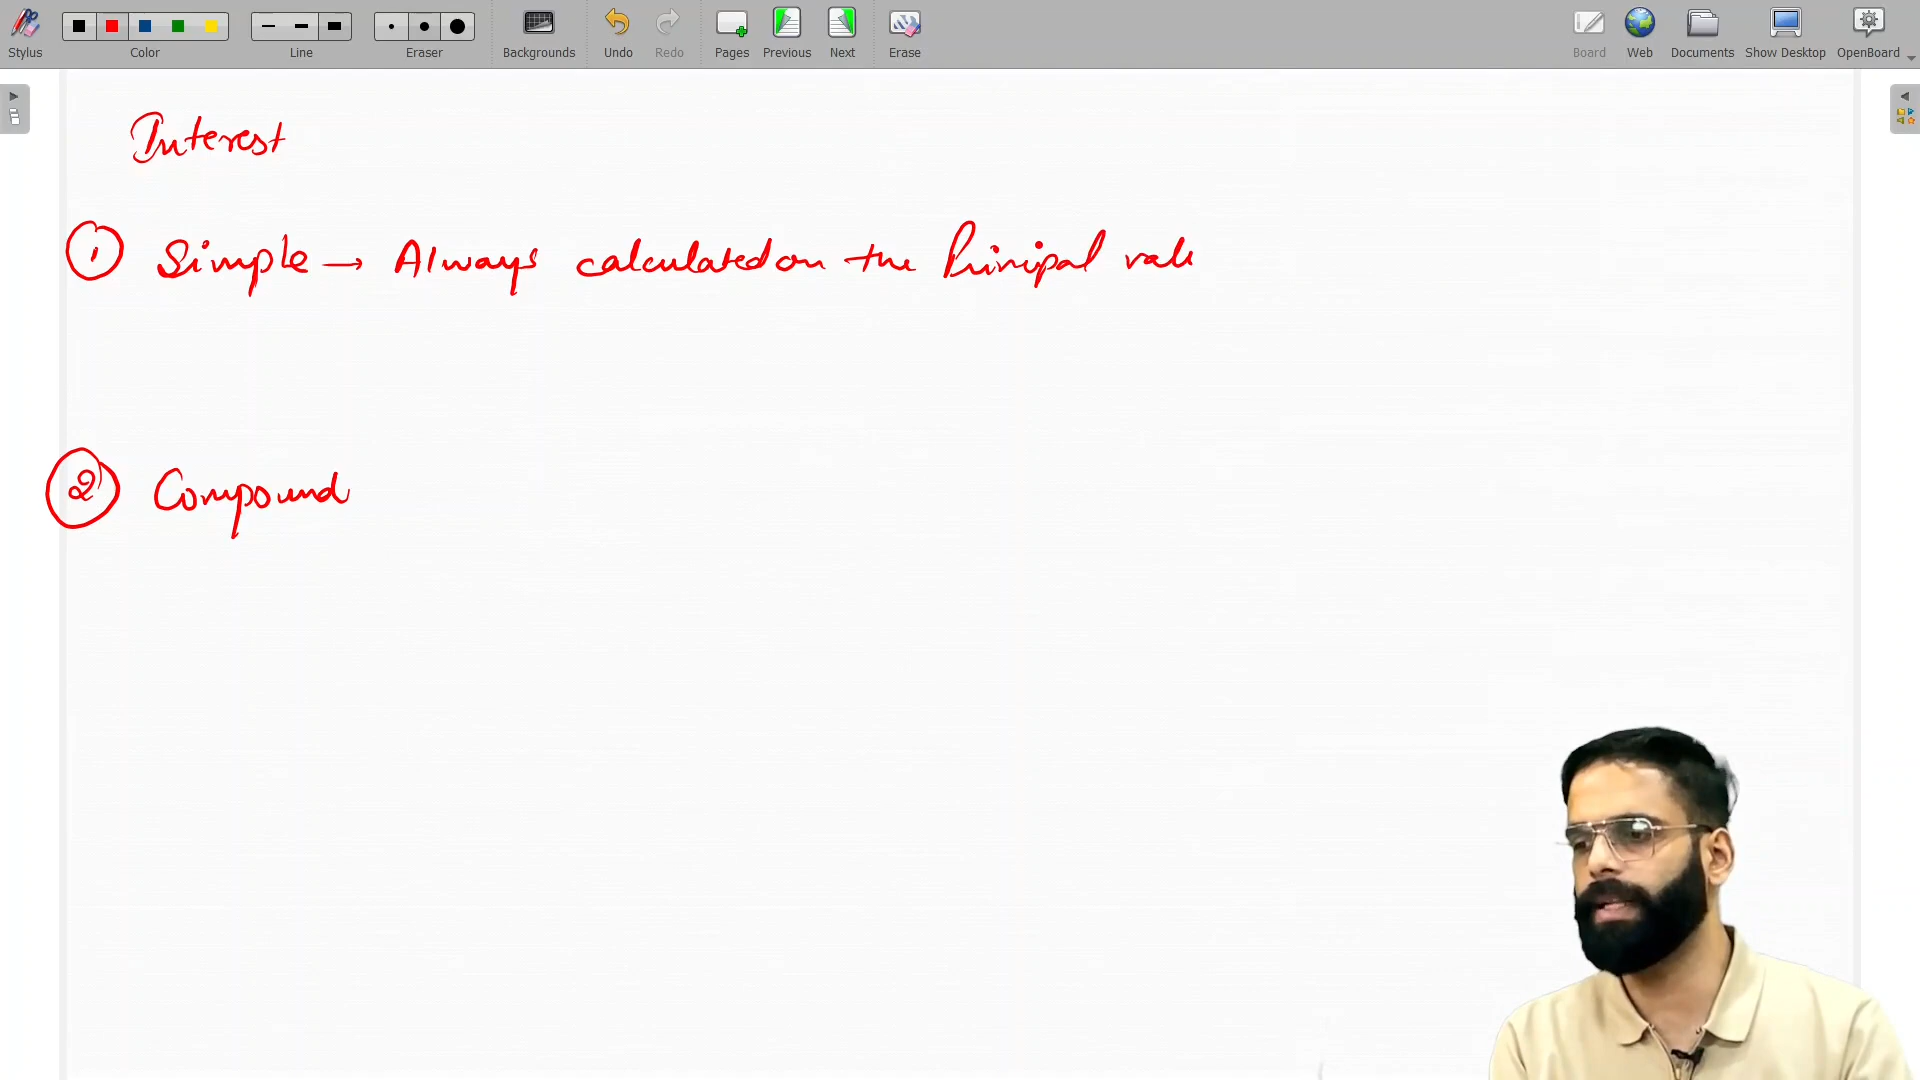 Stylus Color Line Eraser Backgrounds Undo Redo Pages Previous Next Erase Board Web Documents Show Desktop OpenBoard
Interest
1 Simple → Always calculated on the Principal rate
2 Compound